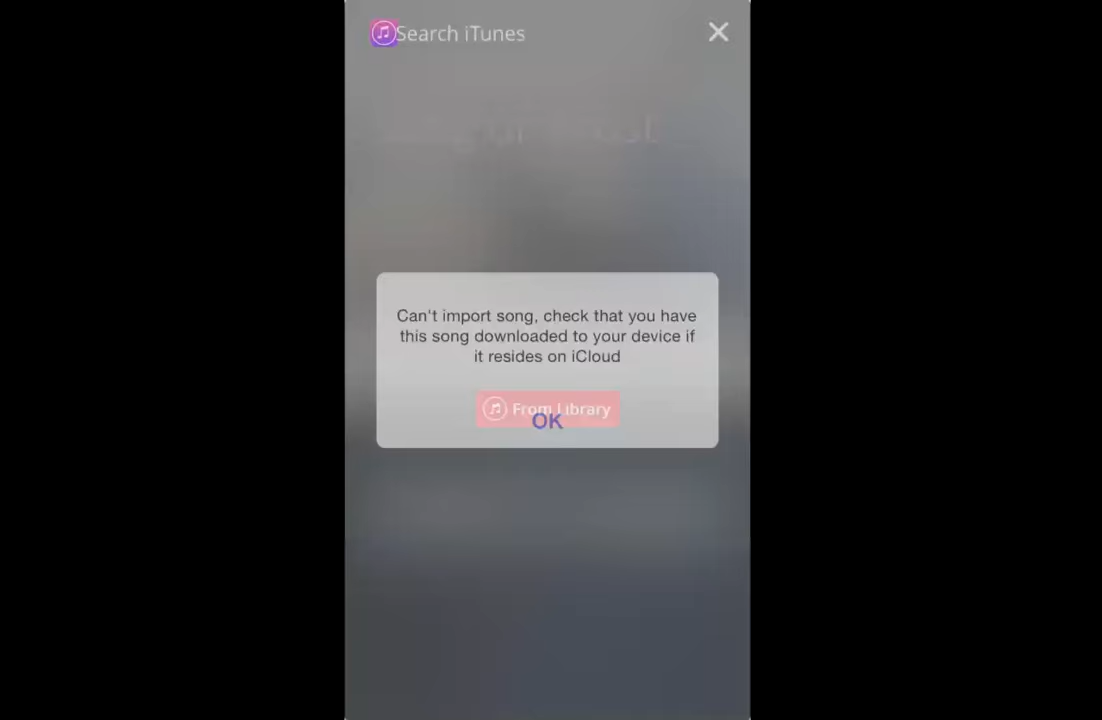 Search iTunes
Can't import song, check that you have
this song downloaded to your device if
it resides on iCloud
From Library
OK